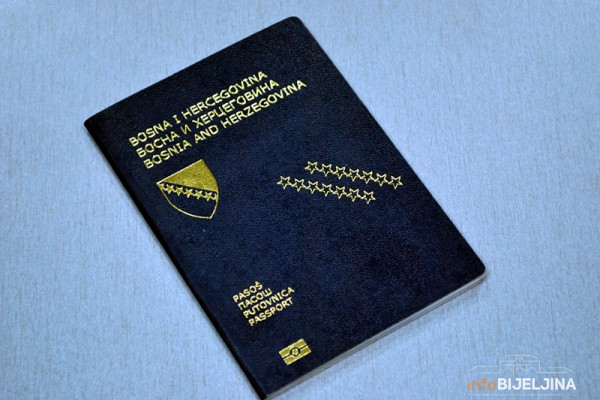 BOSNA I HERCEGOVINA
БОСНА И ХЕРЦЕГОВИНА
BOSNIA AND HERZEGOVINA
PASOŠ
ПАСОШ
PUTOVNICA
PASSPORT
infoBIJELJINA